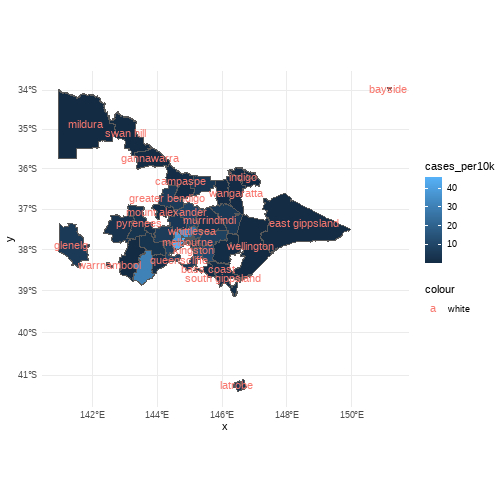 34°S
35°S
36°S
37°S
38°S
39°S
40°S
41°S
y
bayside
mildura
swan hill
gannawarra
campaspe
indigo
wangaratta
greater bendigo
mount alexander
murrindindi
pyrenees
east gippsland
whittlesea
glenelg
melbourne
wellington
kingston
queenscliffe
warrnambool
bass coast
south gippsland
latrobe
142°E
144°E
146°E
148°E
150°E
x
cases_per10k
40
30
20
10
colour
a white